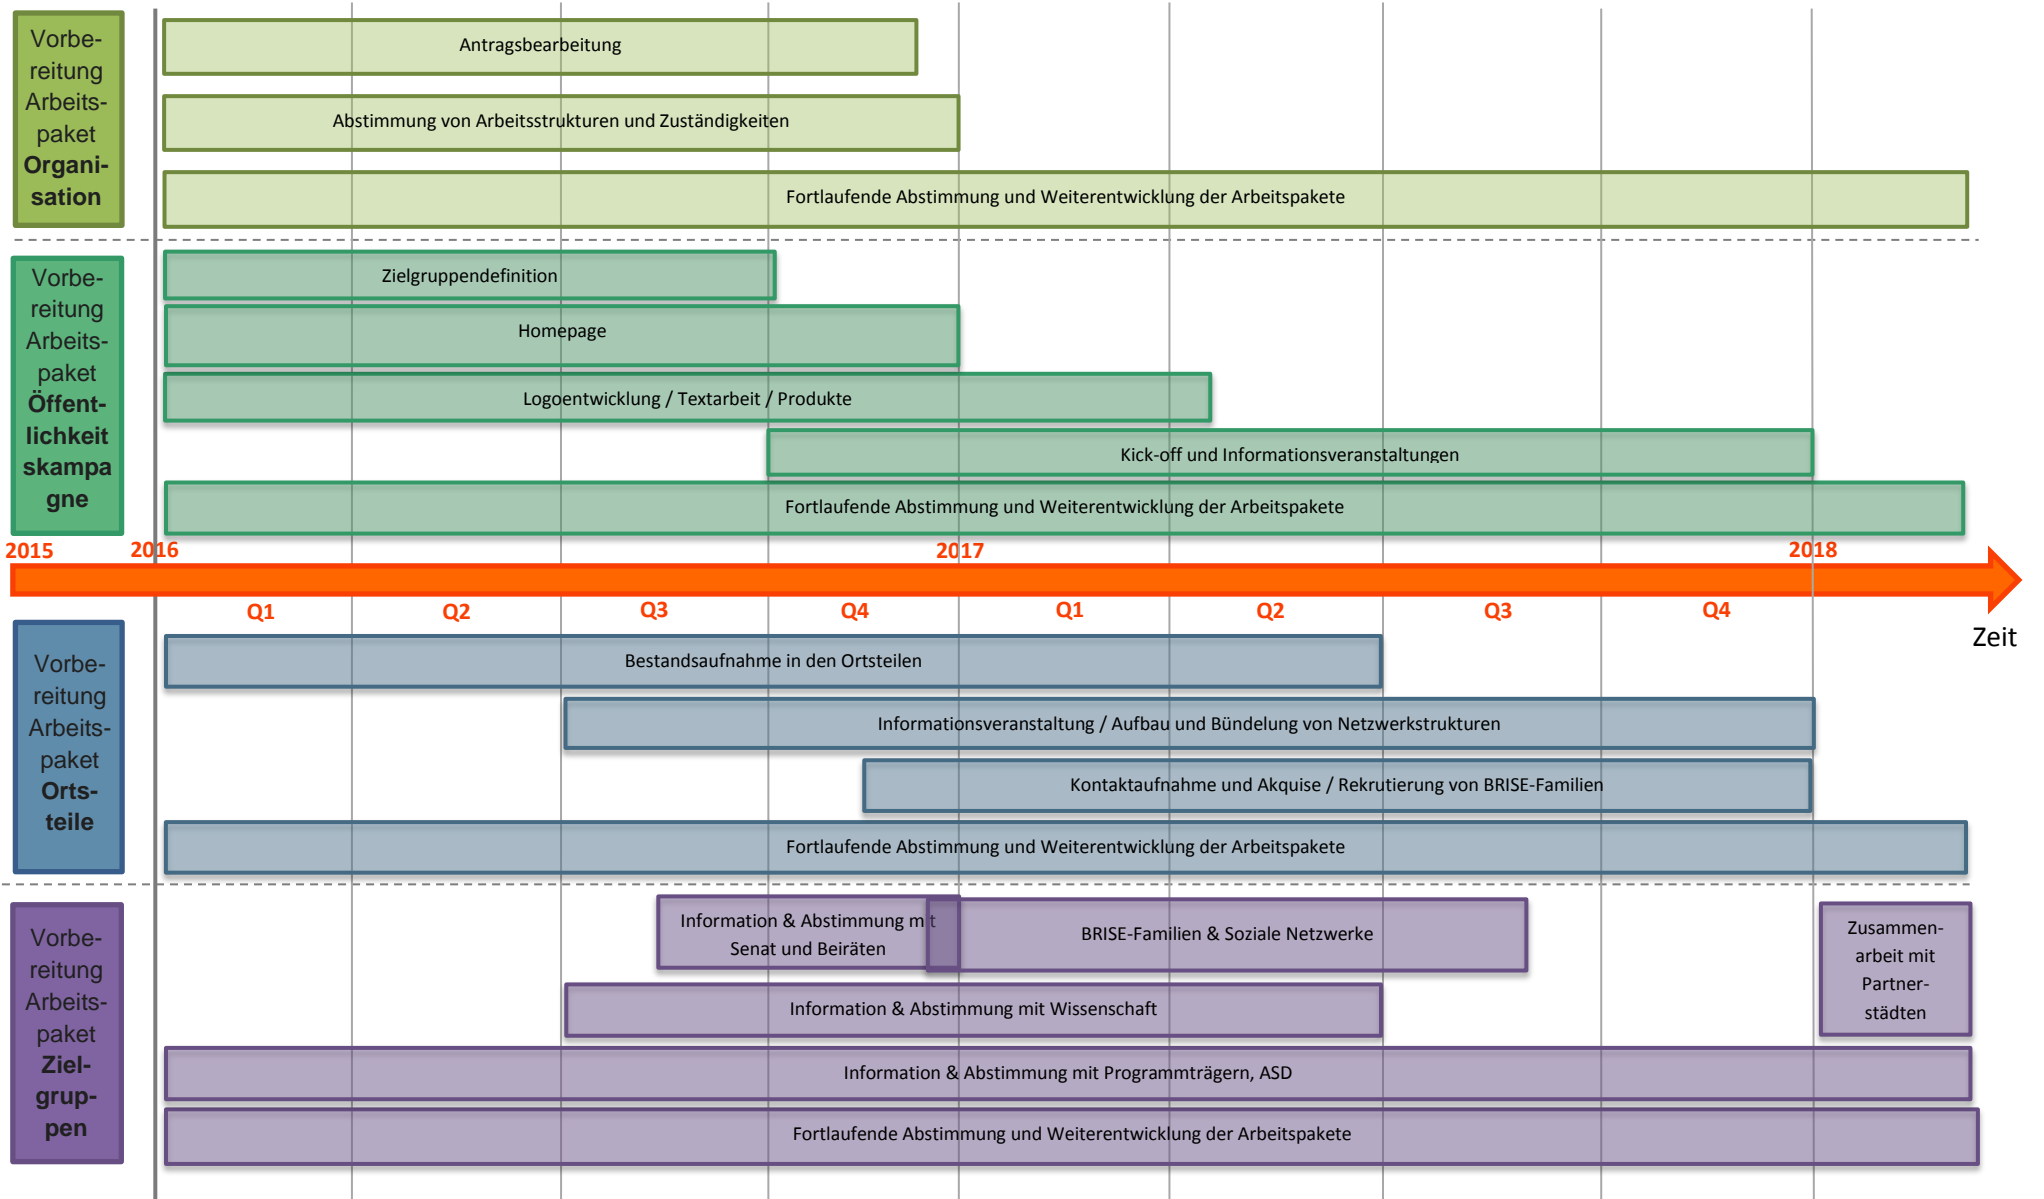 Vorbe-
reitung
Arbeits-
paket
Organi-
sation
Antragsbearbeitung
Abstimmung von Arbeitsstrukturen und Zuständigkeiten
Fortlaufende Abstimmung und Weiterentwicklung der Arbeitspakete
Vorbe-
reitung
Arbeits-
paket
Öffent-
lichkeit
skampa
gne
Zielgruppendefinition
Homepage
Logoentwicklung / Textarbeit / Produkte
Kick-off und Informationsveranstaltungen
Fortlaufende Abstimmung und Weiterentwicklung der Arbeitspakete
2015 2016 2017 2018
Q1 Q2 Q3 Q4 Q1 Q2 Q3 Q4
Zeit
Vorbe-
reitung
Arbeits-
paket
Orts-
teile
Bestandsaufnahme in den Ortsteilen
Informationsveranstaltung / Aufbau und Bündelung von Netzwerkstrukturen
Kontaktaufnahme und Akquise / Rekrutierung von BRISE-Familien
Fortlaufende Abstimmung und Weiterentwicklung der Arbeitspakete
Vorbe-
reitung
Arbeits-
paket
Ziel-
grup-
pen
Information & Abstimmung mit
Senat und Beiräten
BRISE-Familien & Soziale Netzwerke
Zusammen-
arbeit mit
Partner-
städten
Information & Abstimmung mit Wissenschaft
Information & Abstimmung mit Programmträgern, ASD
Fortlaufende Abstimmung und Weiterentwicklung der Arbeitspakete